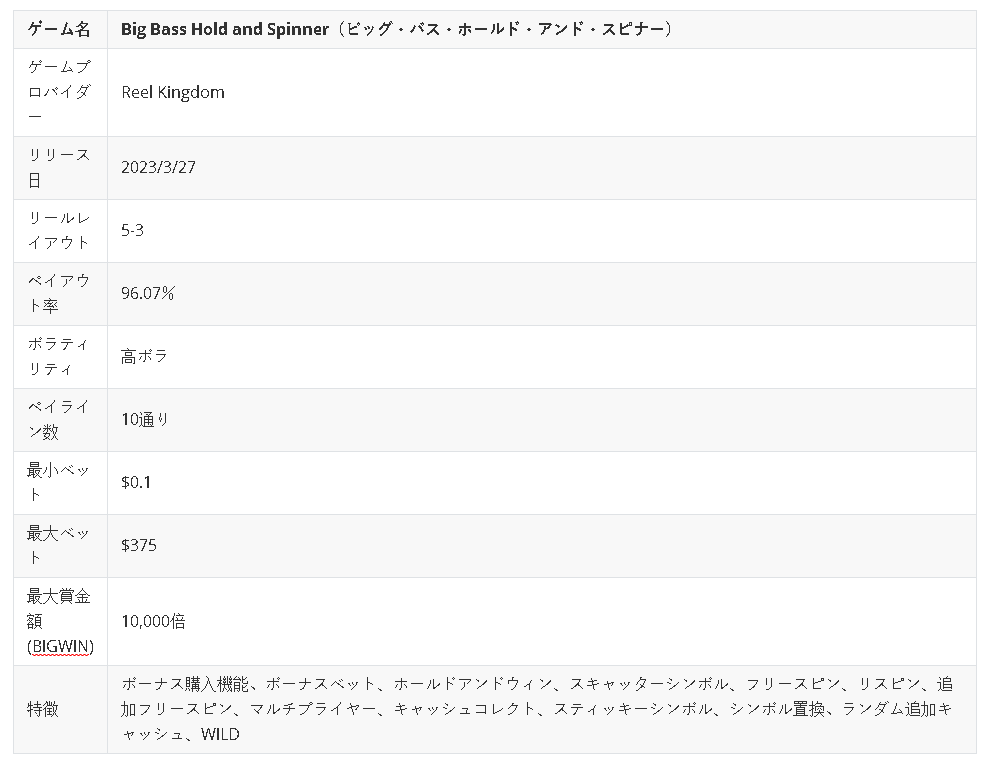 ゲーム名
Big Bass Hold and Spinner（ビッグ・バス・ホールド・アンド・スピナー）
ゲームプ
ロバイダ
ー
Reel Kingdom
リリース
日
2023/3/27
リールレ
イアウト
5-3
ペイアウ
ト率
96.07％
ボラティ
リティ
高ボラ
ペイライ
ン数
10通り
最小ベッ
ト
$0.1
最大ベッ
ト
$375
最大賞金
額
(BIGWIN)
10,000倍
特徴
ボーナス購入機能、ボーナスベット、ホールドアンドウィン、スキャッターシンボル、フリースピン、リスピン、追
加フリースピン、マルチプライヤー、キャッシュコレクト、スティッキーシンボル、シンボル置換、ランダム追加キ
ャッシュ、WILD